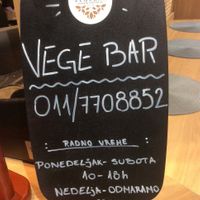 VEGE BAR
011/7708852
: RADNO VREME :
PONEDELJAK-SUBOTA
10-18h
NEDELJA-ODMARAMO